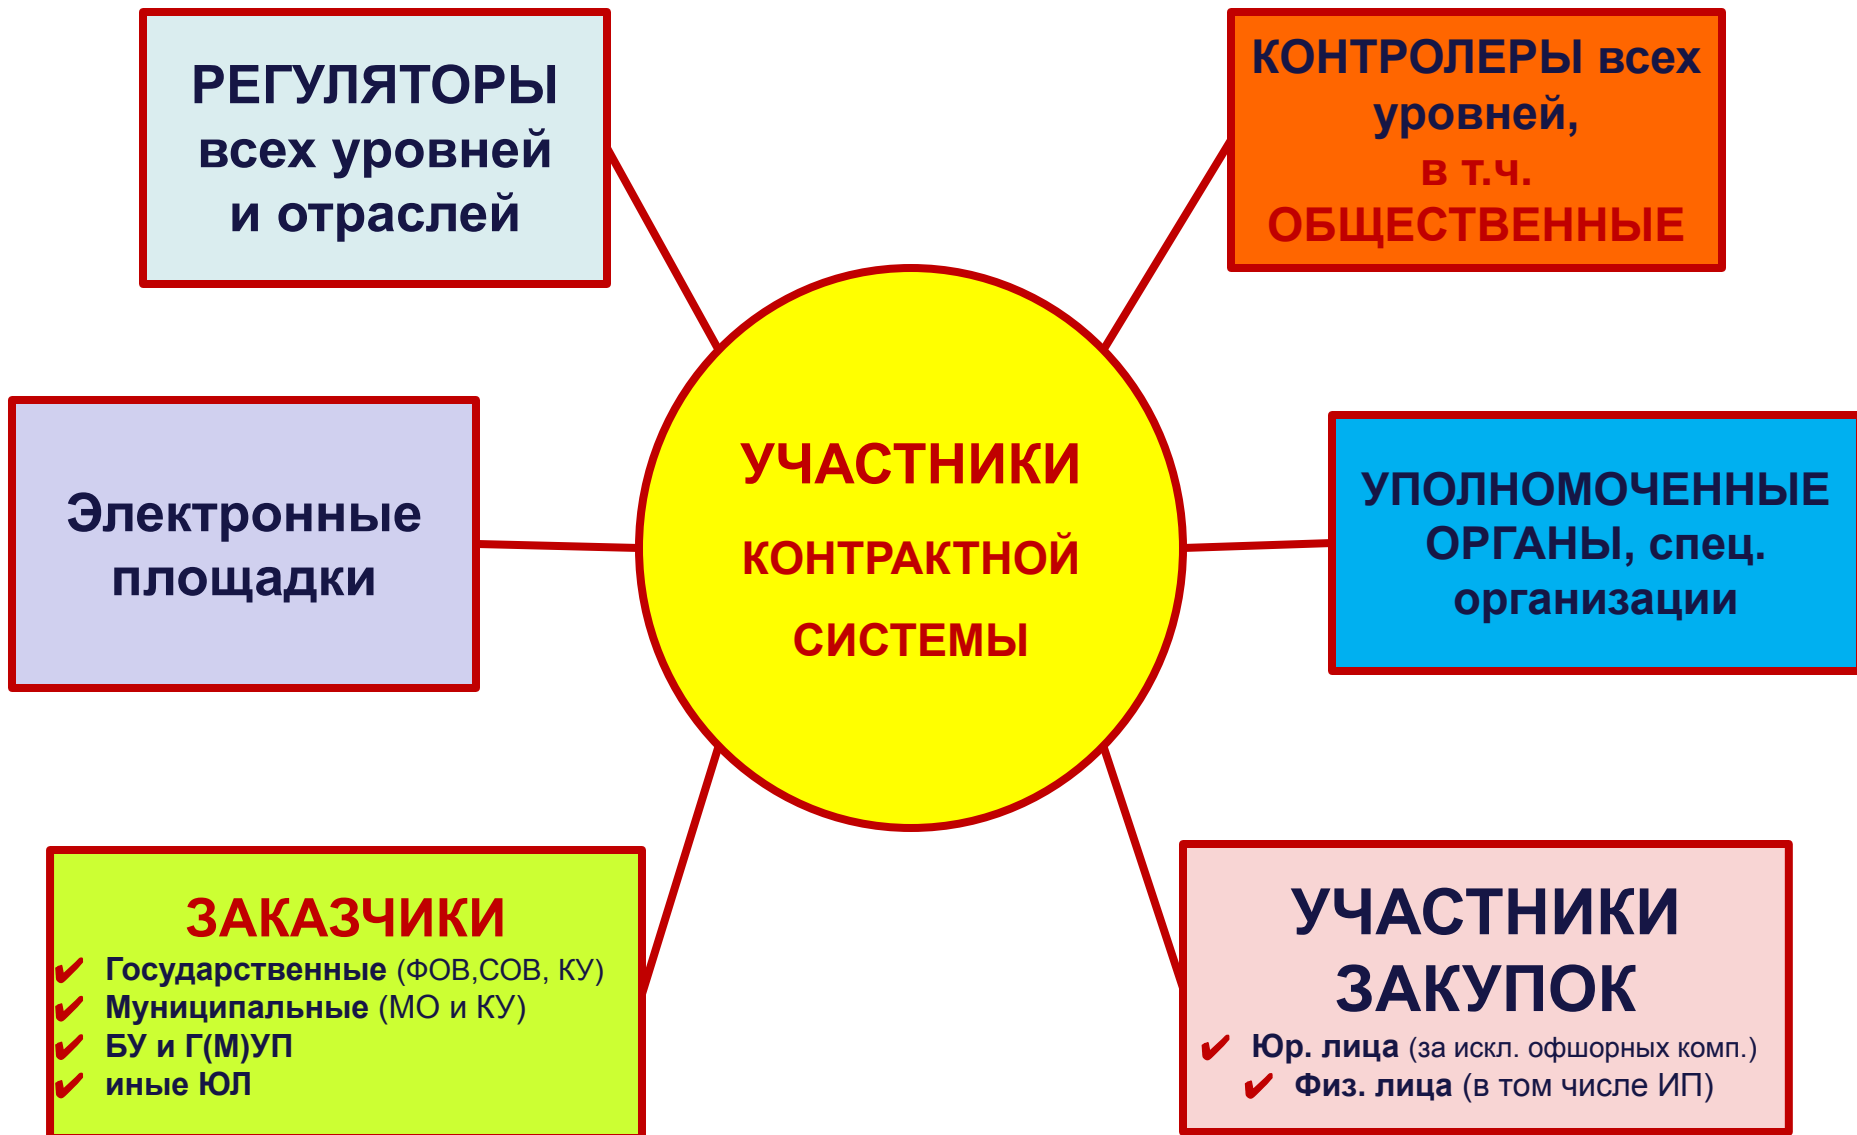 РЕГУЛЯТОРЫ
всех уровней
и отраслей
КОНТРОЛЕРЫ всех
уровней,
в т.ч.
ОБЩЕСТВЕННЫЕ
Электронные
площадки
УЧАСТНИКИ
КОНТРАКТНОЙ
СИСТЕМЫ
УПОЛНОМОЧЕННЫЕ
ОРГАНЫ, спец.
организации
ЗАКАЗЧИКИ
✔ Государственные (ФОВ,СОВ, КУ)
✔ Муниципальные (МО и КУ)
✔ БУ и Г(М)УП
✔ иные ЮЛ
УЧАСТНИКИ
ЗАКУПОК
✔ Юр. лица (за искл. офшорных комп.)
✔ Физ. лица (в том числе ИП)